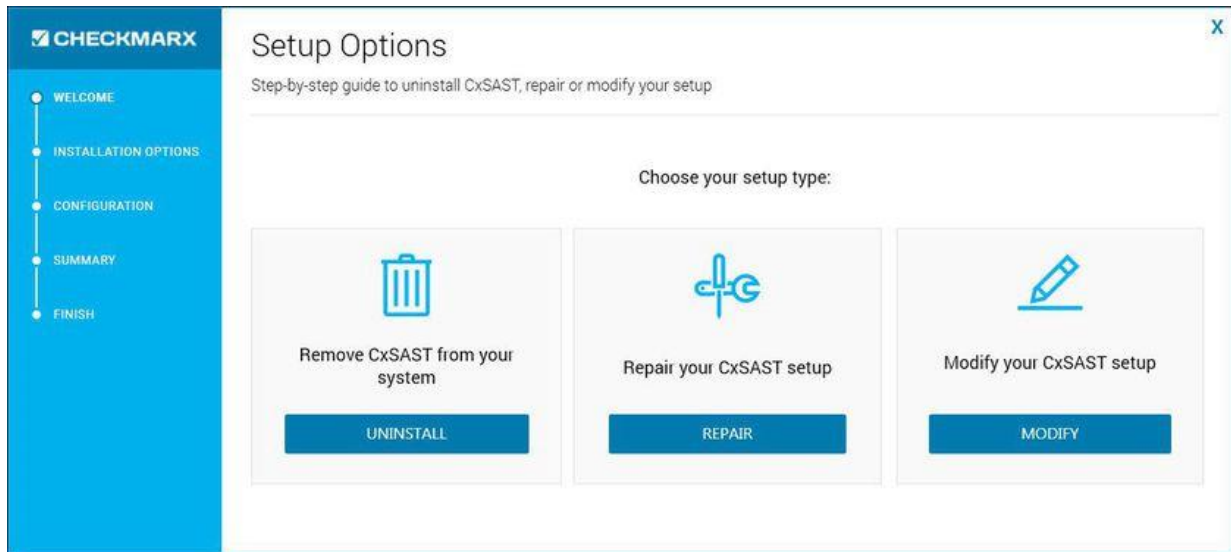 CHECKMARX
WELCOME
INSTALLATION OPTIONS
CONFIGURATION
SUMMARY
FINISH
X
Setup Options
Step-by-step guide to uninstall CxSAST, repair or modify your setup
Choose your setup type:
Remove CxSAST from your
system
UNINSTALL
Repair your CxSAST setup
REPAIR
Modify your CxSAST setup
MODIFY